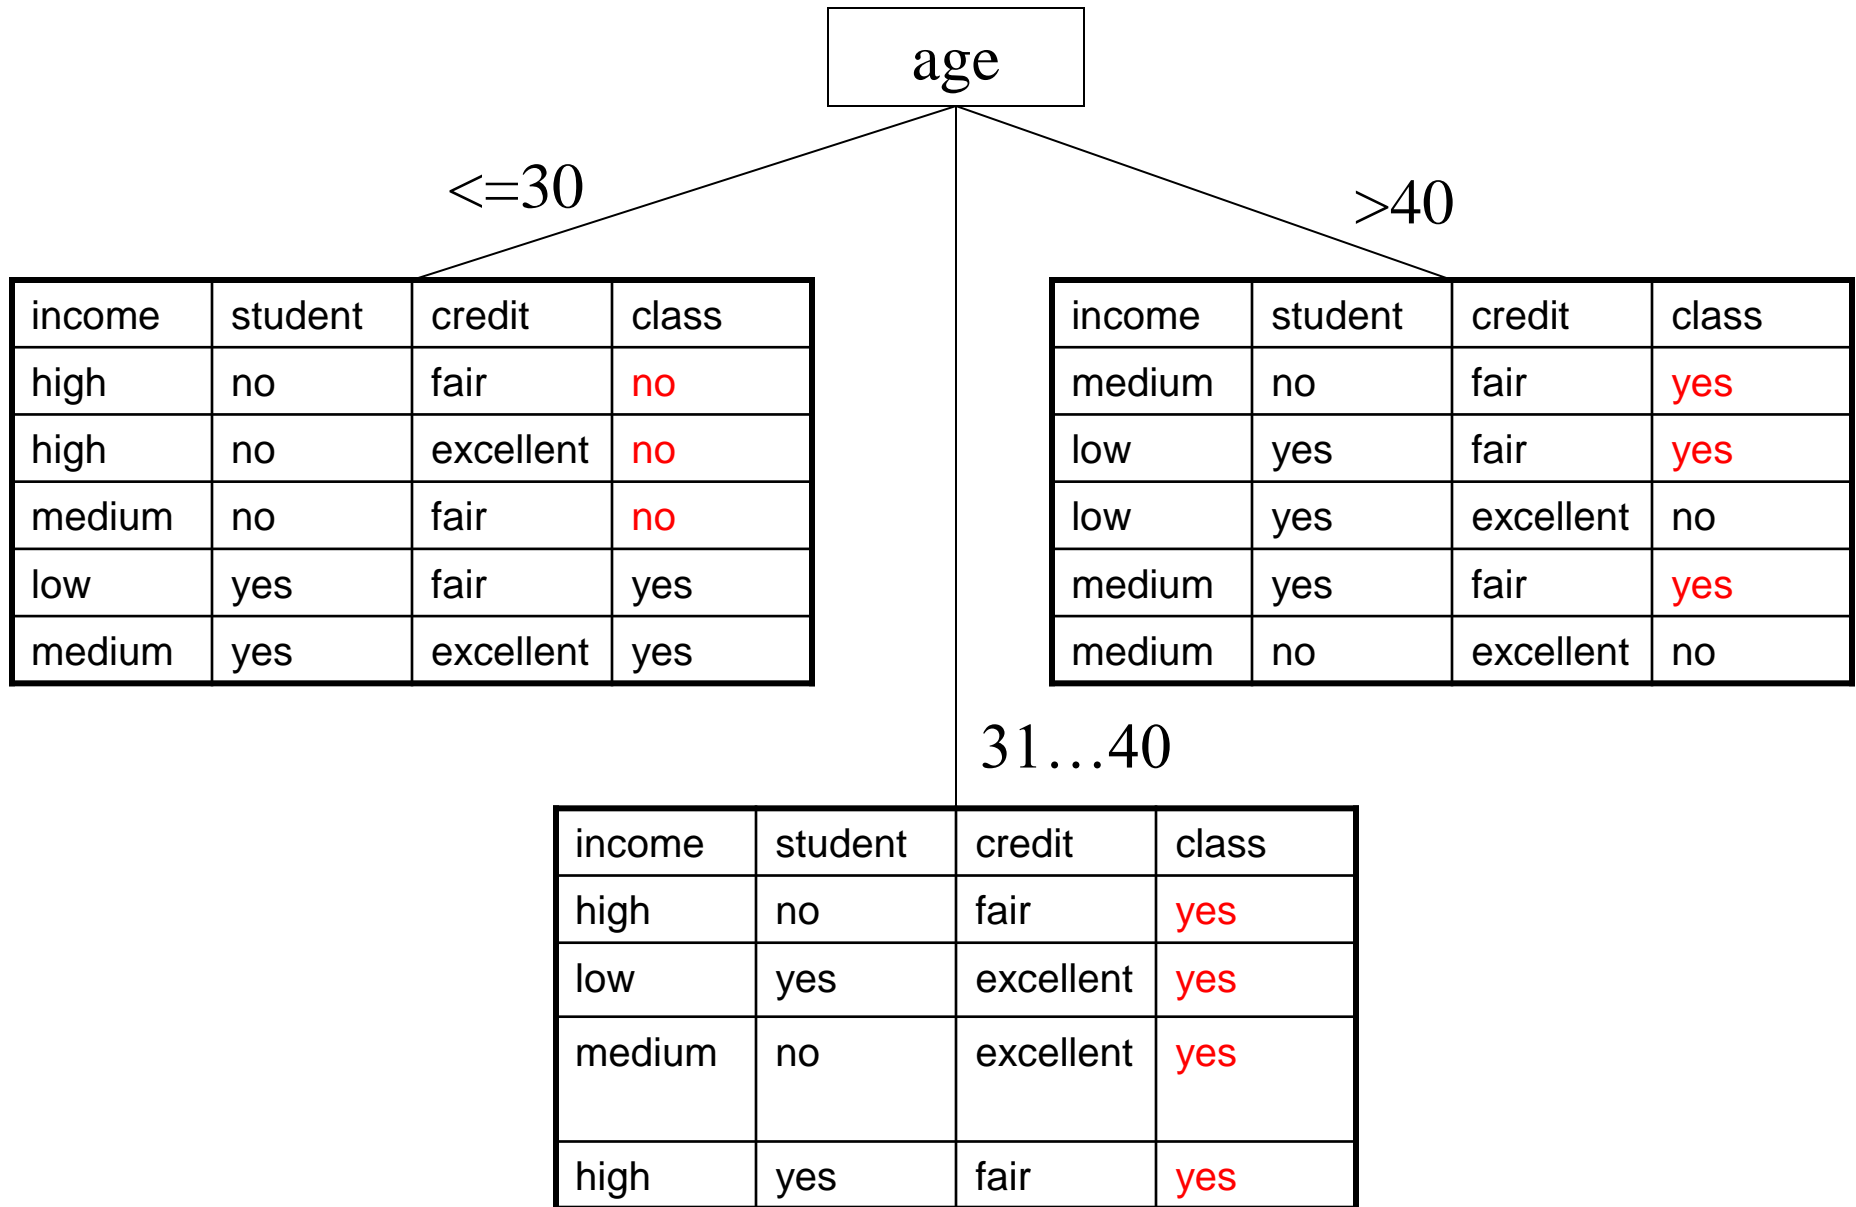 age
<=30
>40
income student credit class
high no fair no
high no excellent no
medium no fair no
low yes fair yes
medium yes excellent yes
income student credit class
medium no fair yes
low yes fair yes
low yes excellent no
medium yes fair yes
medium no excellent no
31…40
income student credit class
high no fair yes
low yes excellent yes
medium no excellent yes
high yes fair yes